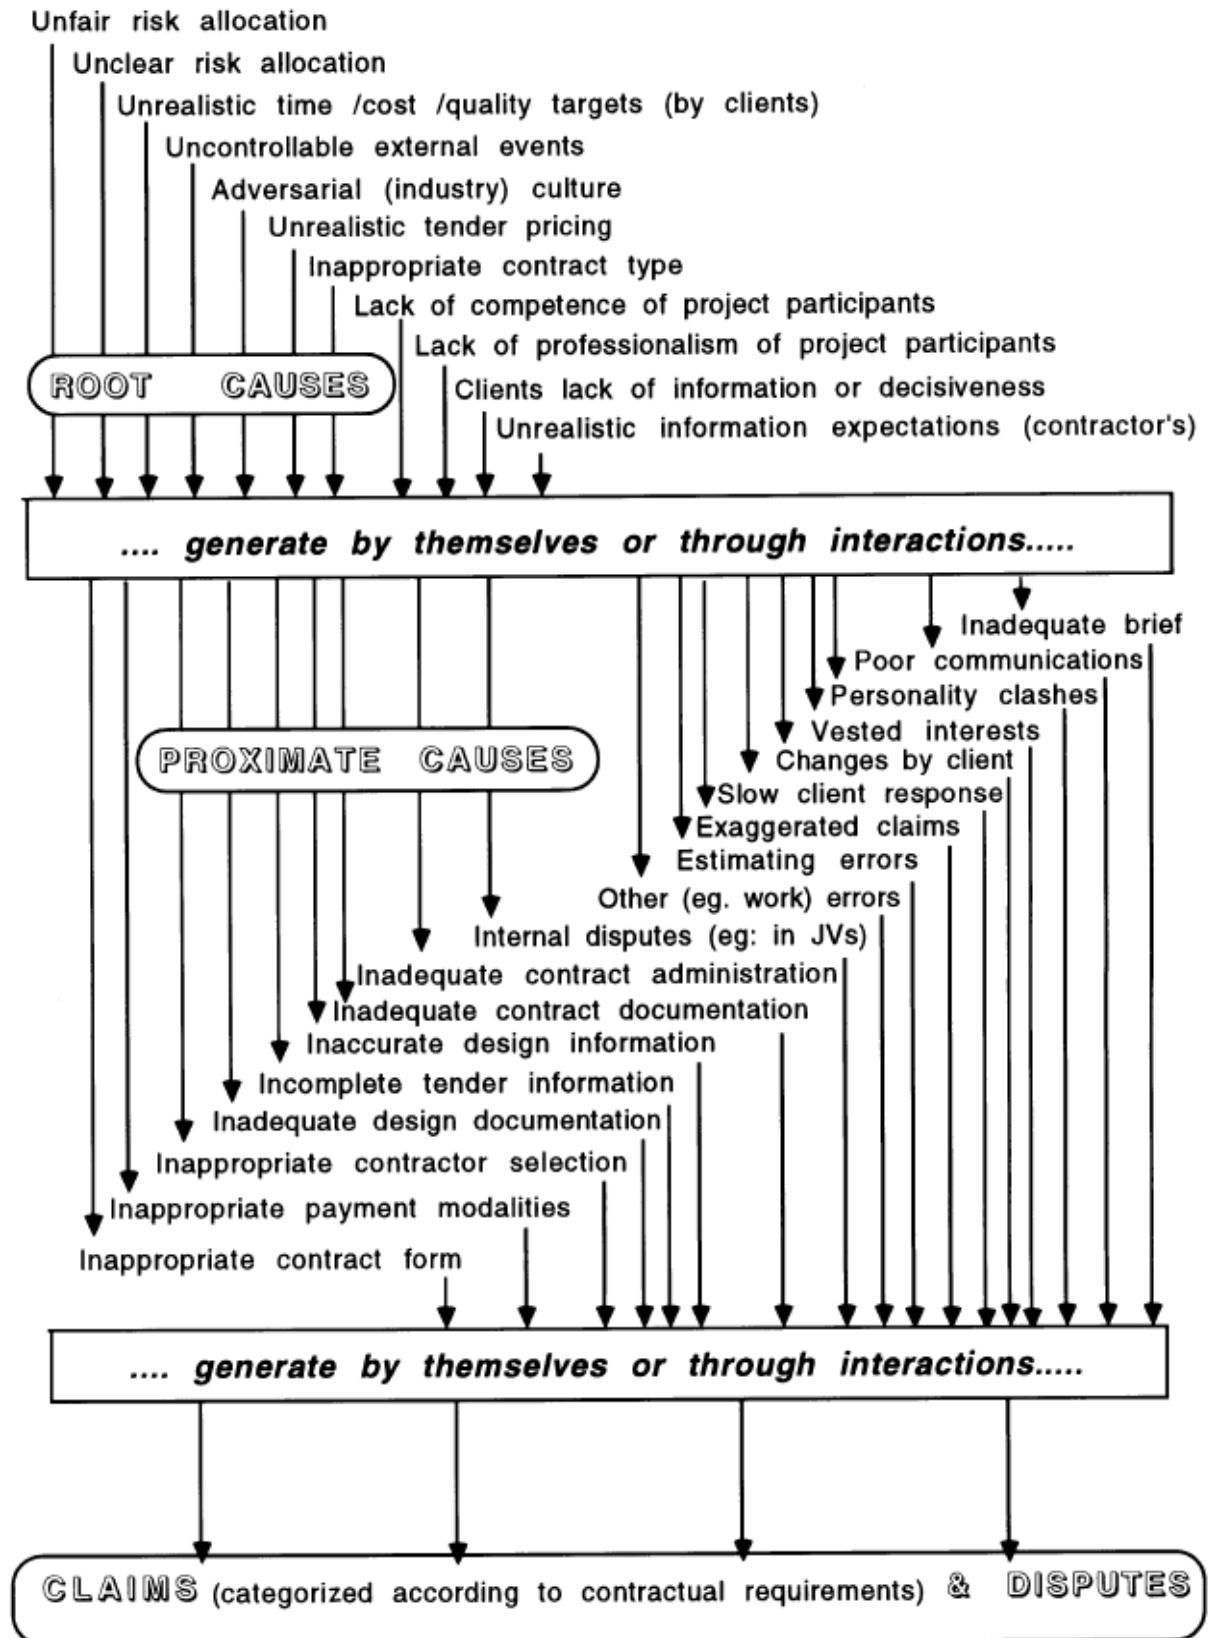 Unfair risk allocation
Unclear risk allocation
Unrealistic time /cost /quality targets (by clients)
Uncontrollable external events
Adversarial (industry) culture
Unrealistic tender pricing
Inappropriate contract type
Lack of competence of project participants
Lack of professionalism of project participants
ROOT CAUSES
Clients lack of information or decisiveness
Unrealistic information expectations (contractor's)
.... generate by themselves or through interactions.....
Inadequate brief
Poor communications
Personality clashes
Vested interests
PROXIMATE CAUSES
Changes by client
Slow client response
Exaggerated claims
Estimating errors
Other (eg. work) errors
Internal disputes (eg: in JVs)
Inadequate contract administration
Inadequate contract documentation
Inaccurate design information
Incomplete tender information
Inadequate design documentation
Inappropriate contractor selection
Inappropriate payment modalities
Inappropriate contract form
.... generate by themselves or through interactions.....
CLAIMS (categorized according to contractual requirements) & DISPUTES